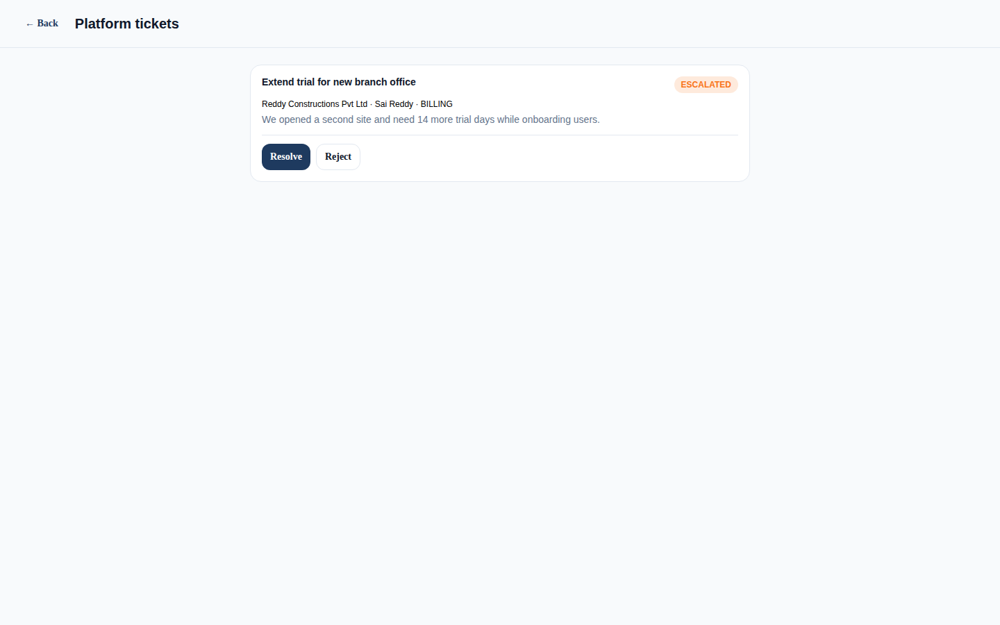 ← Back
Platform tickets
Extend trial for new branch office
ESCALATED
Reddy Constructions Pvt Ltd · Sai Reddy · BILLING
We opened a second site and need 14 more trial days while onboarding users.
Resolve
Reject